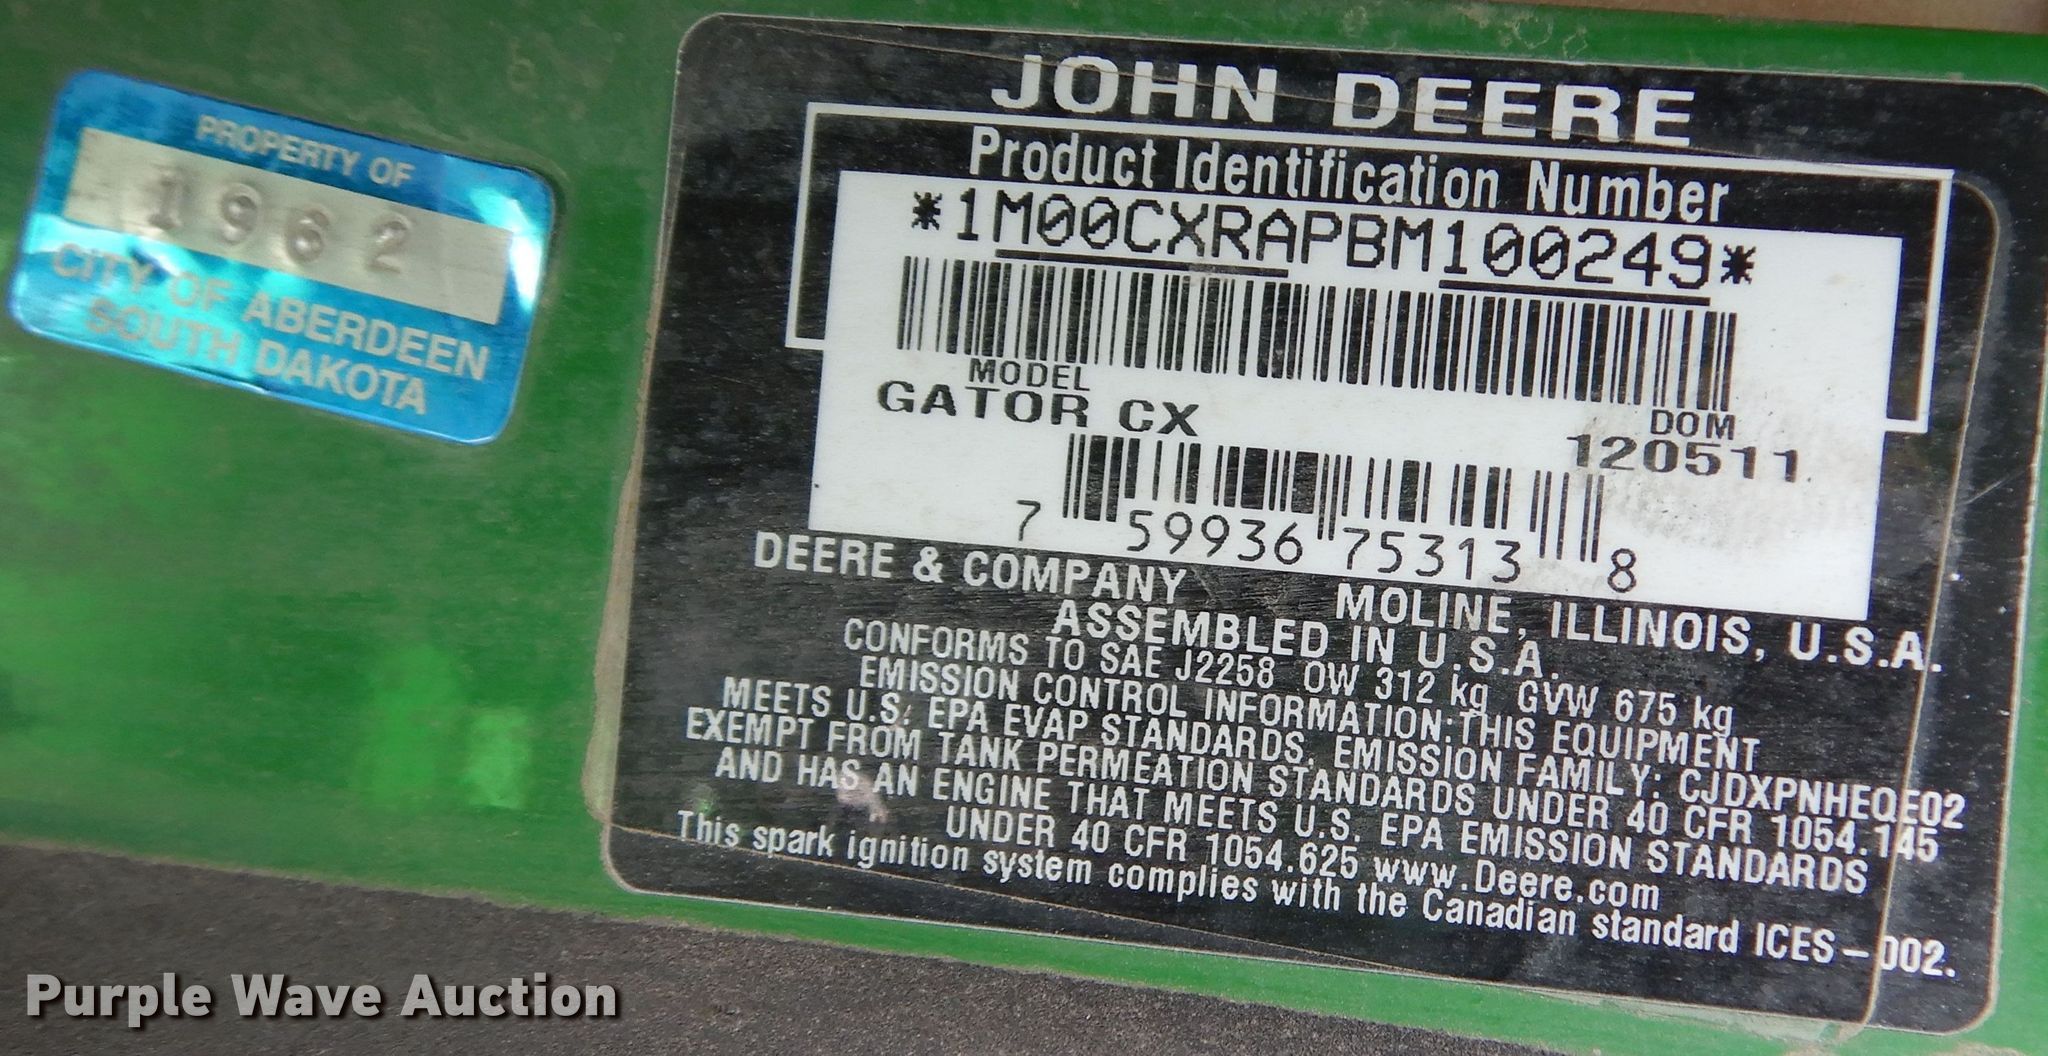 PROPERTY OF
1962
CITY OF ABERDEEN
SOUTH DAKOTA
JOHN DEERE
Product Identification Number
*1M00CXRAPBM100249*
MODEL
GATOR CX
DOM
120511
7 59936 75313 8
DEERE & COMPANY MOLINE, ILLINOIS, U.S.A.
ASSEMBLED IN U.S.A.
CONFORMS TO SAE J2258 OW 312 kg GVW 675 kg
EMISSION CONTROL INFORMATION:THIS EQUIPMENT
MEETS U.S. EPA EVAP STANDARDS, EMISSION FAMILY: CJDXPNHEQE02
EXEMPT FROM TANK PERMEATION STANDARDS UNDER 40 CFR 1054.145
AND HAS AN ENGINE THAT MEETS U.S. EPA EMISSION STANDARDS
UNDER 40 CFR 1054.625 www.Deere.com
This spark ignition system complies with the Canadian standard ICES-002.
Purple Wave Auction